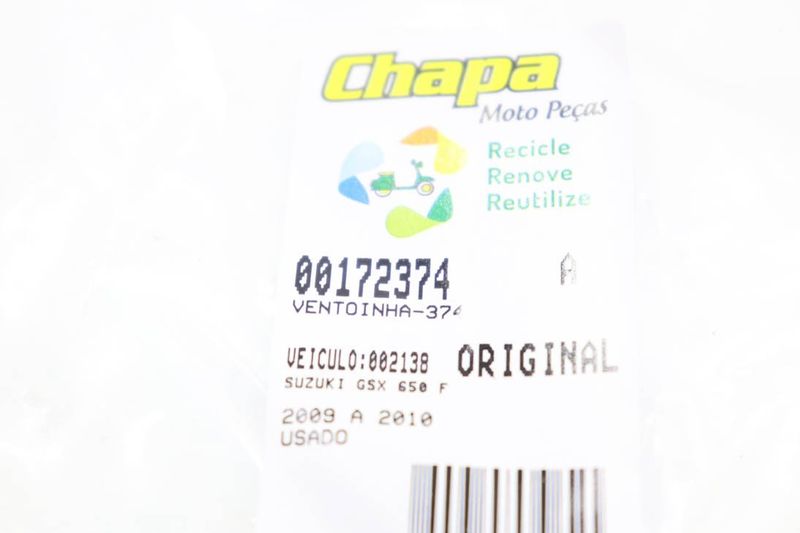 Chapa
Moto Peças
Recicle
Renove
Reutilize
00172374 A
VENTOINHA-374
VEICULO:002138 ORIGINAL
SUZUKI GSX 650 F
2009 A 2010
USADO